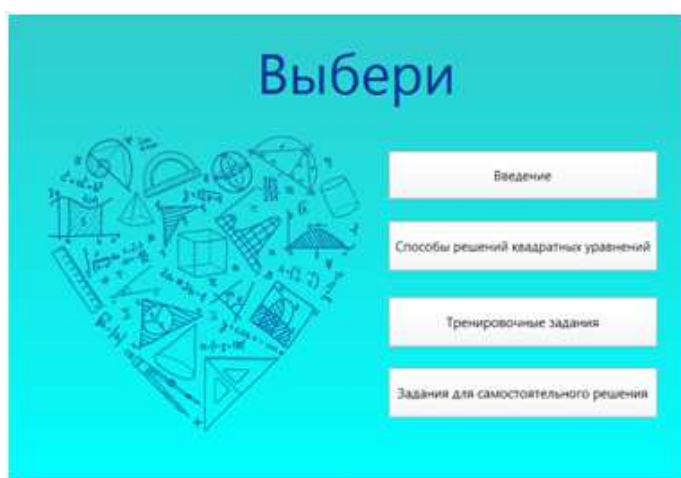 Выбери
Введение
Способы решений квадратных уравнений
Тренировочные задания
Задания для самостоятельного решения